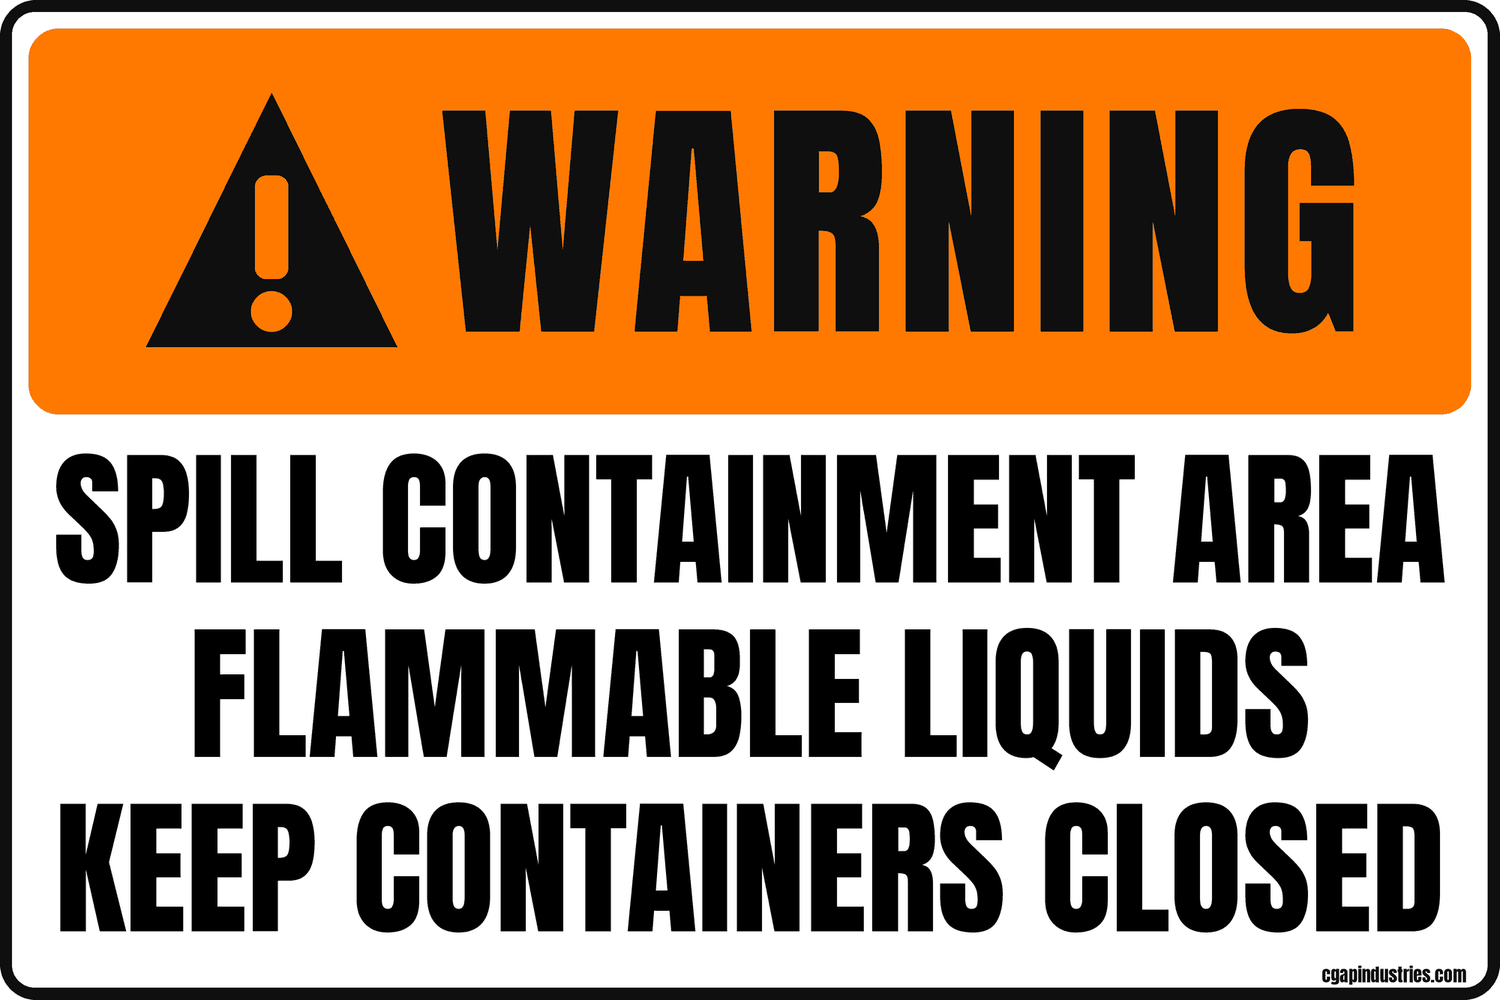 WARNING
SPILL CONTAINMENT AREA
FLAMMABLE LIQUIDS
KEEP CONTAINERS CLOSED
cgapindustries.com